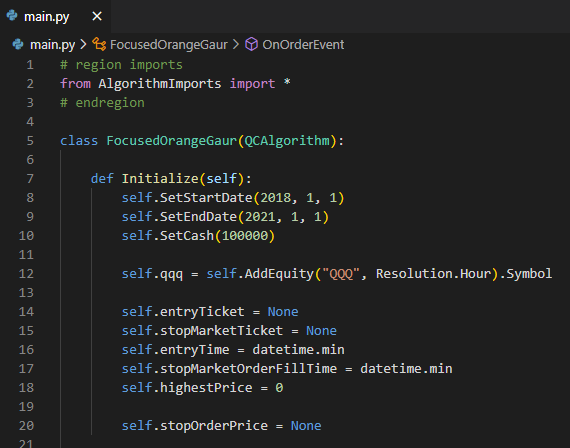 main.py ×
main.py > FocusedOrangeGaur > OnOrderEvent
1 # region imports
2 from AlgorithmImports import *
3 # endregion
4
5 class FocusedOrangeGaur(QCAlgorithm):
6
7     def Initialize(self):
8         self.SetStartDate(2018, 1, 1)
9         self.SetEndDate(2021, 1, 1)
10         self.SetCash(100000)
11
12         self.qqq = self.AddEquity("QQQ", Resolution.Hour).Symbol
13
14         self.entryTicket = None
15         self.stopMarketTicket = None
16         self.entryTime = datetime.min
17         self.stopMarketOrderFillTime = datetime.min
18         self.highestPrice = 0
19
20         self.stopOrderPrice = None
21